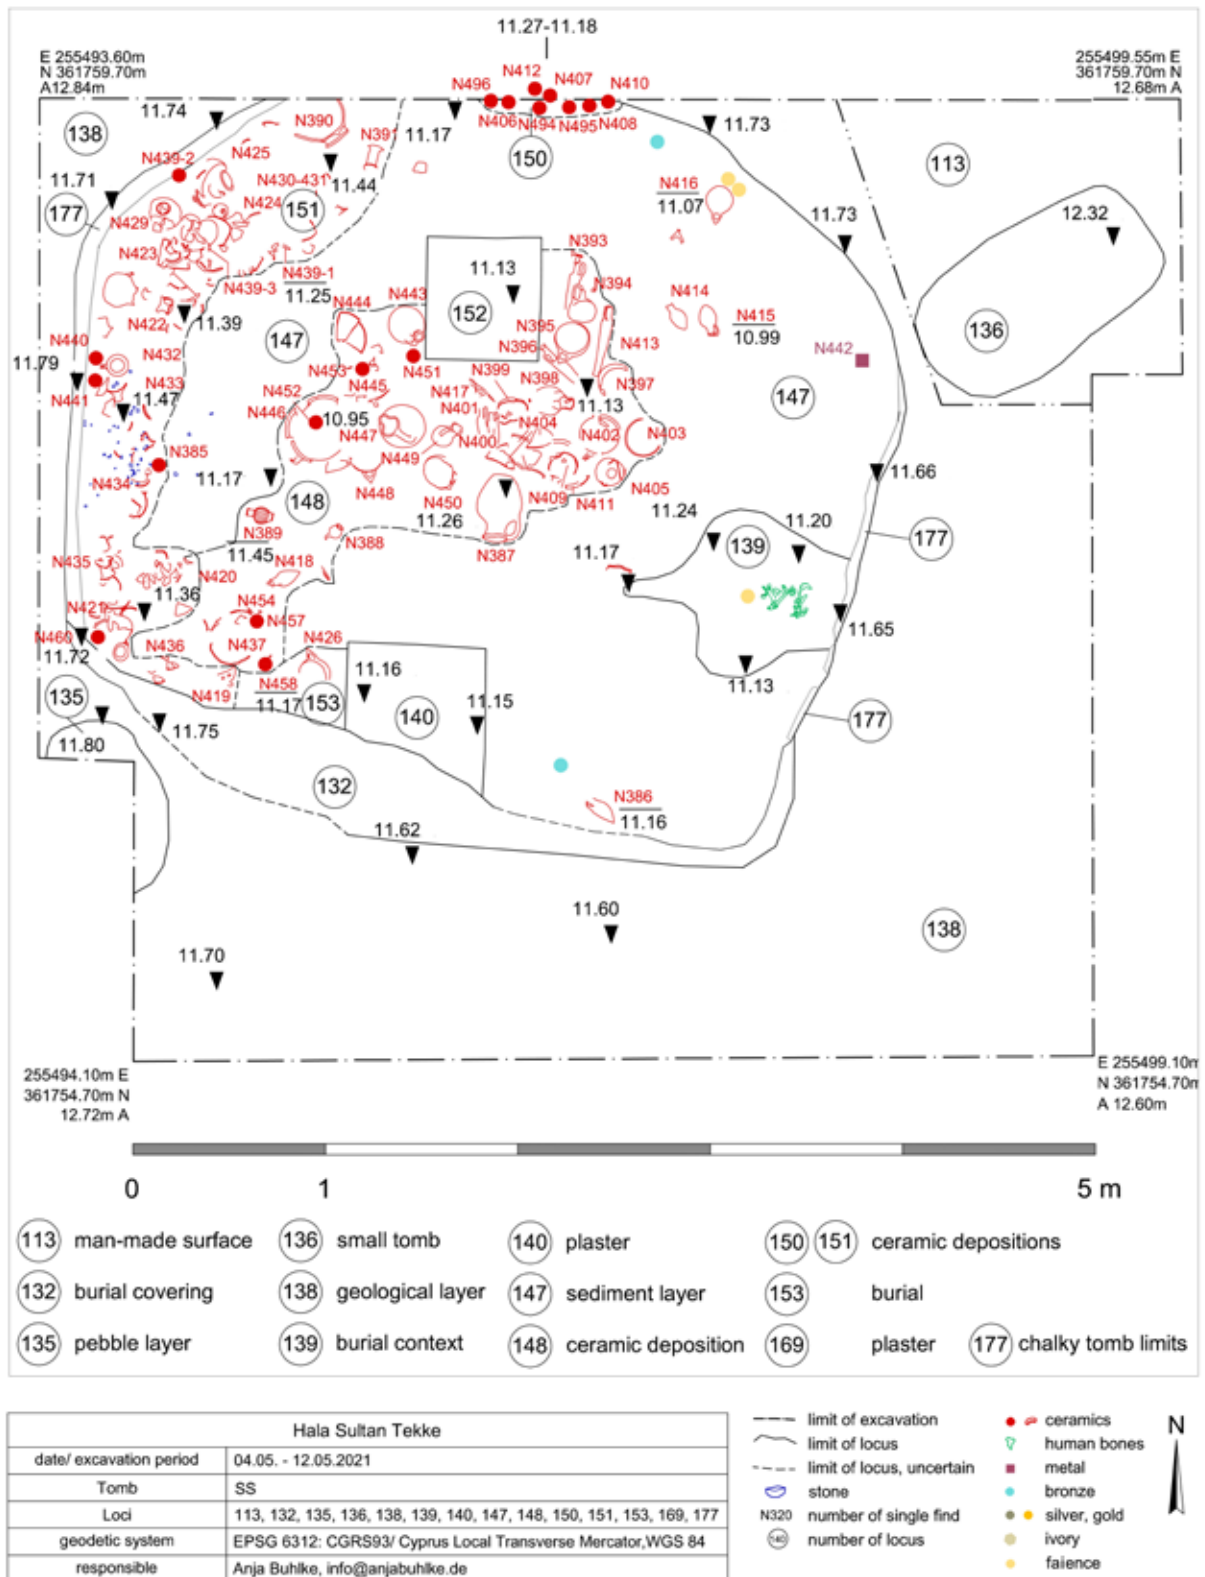 11.27-11.18
E 255493.60m
N 361759.70m
A12.84m
255499.55m E
361759.70m N
12.68m A
N412
N407
N496
N410
11.74
N390
N391
11.17
N406
N494
N495
N408
11.73
138
150
113
N439-2
N425
N430-431
11.44
N416
11.07
11.71
177
N429
N424
151
11.73
12.32
N423
N439-1
11.25
N439-3
11.13
N393
N394
N443
N444
152
N414
N415
10.99
136
N422
11.39
147
N395
N396
N413
N442
N440
N432
11.79
N433
N441
N453
N445
N451
N399
N398
N397
N417
11.13
147
11.47
N452
N446
10.95
N401
N404
N402
N403
N447
N400
N385
N449
11.17
N434
N448
N450
N409
N411
N405
11.66
148
11.26
11.24
11.20
N389
11.45
N388
N387
139
177
N435
N420
N418
11.17
11.36
N421
N454
N457
N460
11.72
N436
N437
N426
11.65
11.16
11.13
N419
N458
11.17
153
135
140
11.15
177
11.80
11.75
132
N386
11.16
11.62
11.60
138
11.70
255494.10m E
361754.70m N
12.72m A
E 255499.10m
N 361754.70m
A 12.60m
0 1 5 m
113 man-made surface 136 small tomb 140 plaster 150 151 ceramic depositions
132 burial covering 138 geological layer 147 sediment layer 153 burial
135 pebble layer 139 burial context 148 ceramic deposition 169 plaster 177 chalky tomb limits
Hala Sultan Tekke
date/ excavation period 04.05. - 12.05.2021
Tomb SS
Loci 113, 132, 135, 136, 138, 139, 140, 147, 148, 150, 151, 153, 169, 177
geodetic system EPSG 6312: CGRS93/ Cyprus Local Transverse Mercator,WGS 84
responsible Anja Buhlke, info@anjabuhlke.de
limit of excavation
limit of locus
limit of locus, uncertain
stone
N320 number of single find
140 number of locus
ceramics
human bones
metal
bronze
silver, gold
ivory
faience
N